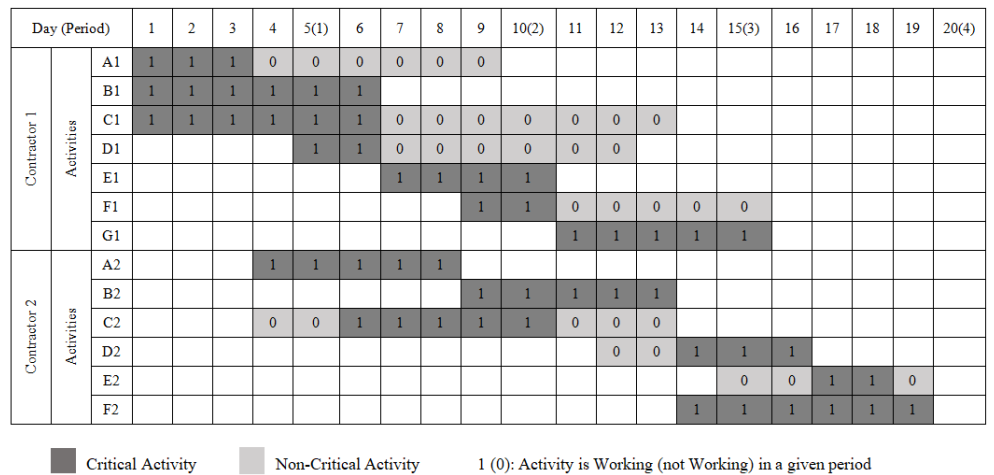 Day (Period) 1 2 3 4 5(1) 6 7 8 9 10(2) 11 12 13 14 15(3) 16 17 18 19 20(4)
Contractor 1
Activities
A1 1 1 1 0 0 0 0 0 0
B1 1 1 1 1 1 1
C1 1 1 1 1 1 1 0 0 0 0 0 0 0
D1 1 1 0 0 0 0 0 0
E1 1 1 1 1
F1 1 1 0 0 0 0 0
G1 1 1 1 1 1
Contractor 2
Activities
A2 1 1 1 1 1
B2 1 1 1 1 1
C2 0 0 1 1 1 1 1 0 0 0
D2 0 0 1 1 1
E2 0 0 1 1 0
F2 1 1 1 1 1 1
Critical Activity Non-Critical Activity 1 (0): Activity is Working (not Working) in a given period